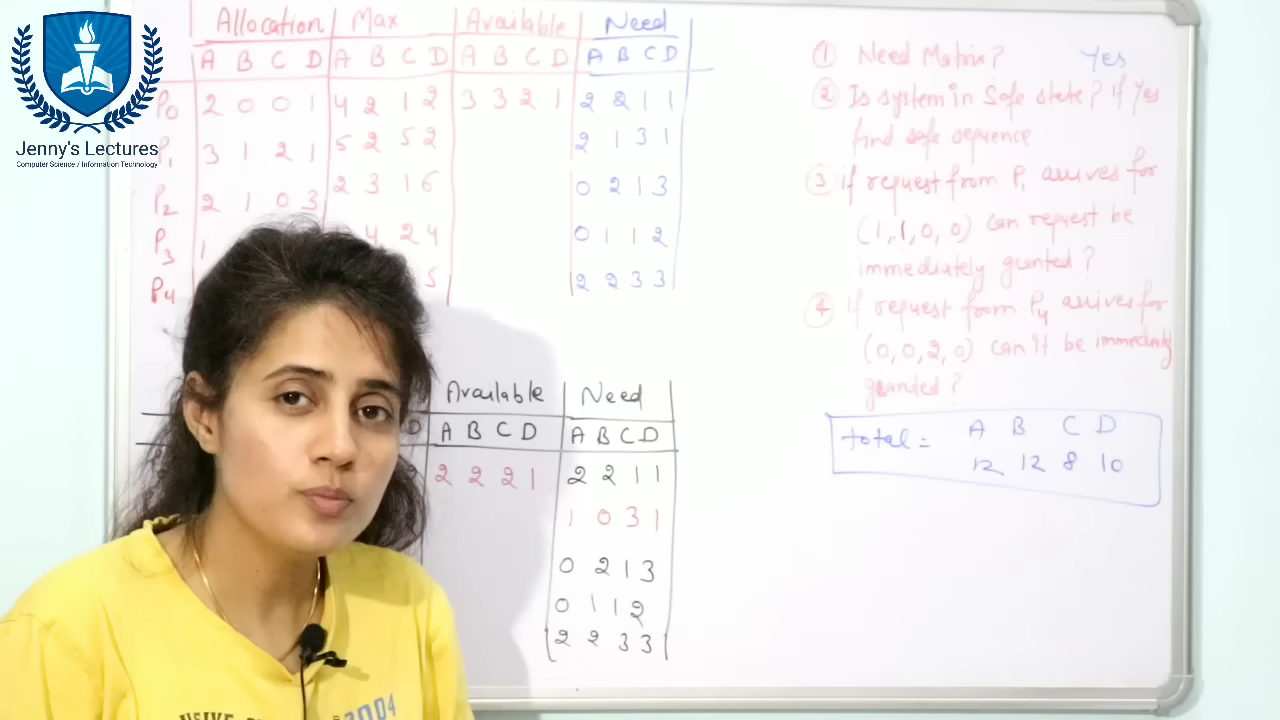 Jenny's Lectures
Computer Science / Information Technology
Allocation Max Available Need
A B C D A B C D A B C D A B C D
P0 2 0 0 1 4 2 1 2 3 3 2 1 2 2 1 1
P1 3 1 2 1 5 2 5 2 2 1 3 1
P2 2 1 0 3 2 3 1 6 0 2 1 3
P3 1 4 2 4 0 1 1 2
P4 5 2 2 3 3
Available Need
D A B C D A B C D
2 2 2 1 2 2 1 1
1 0 3 1
0 2 1 3
0 1 1 2
2 2 3 3
① Need Matrix? Yes
② Is system in Safe state? if Yes
find safe sequence
③ If request from P1 arrives for
(1,1,0,0) can request be
immediately granted?
④ if request from P4 arrives for
(0,0,2,0) can it be immediately
granted?
total = A B C D
12 12 8 10
2004